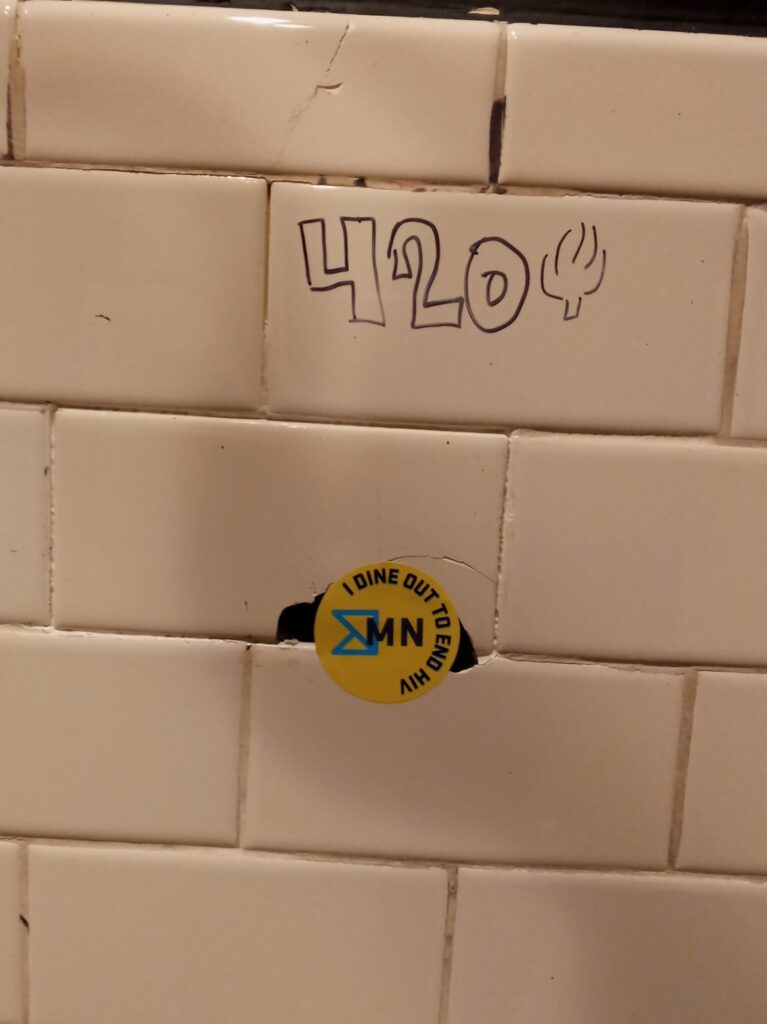 420
I DINE OUT TO END HIV
MN